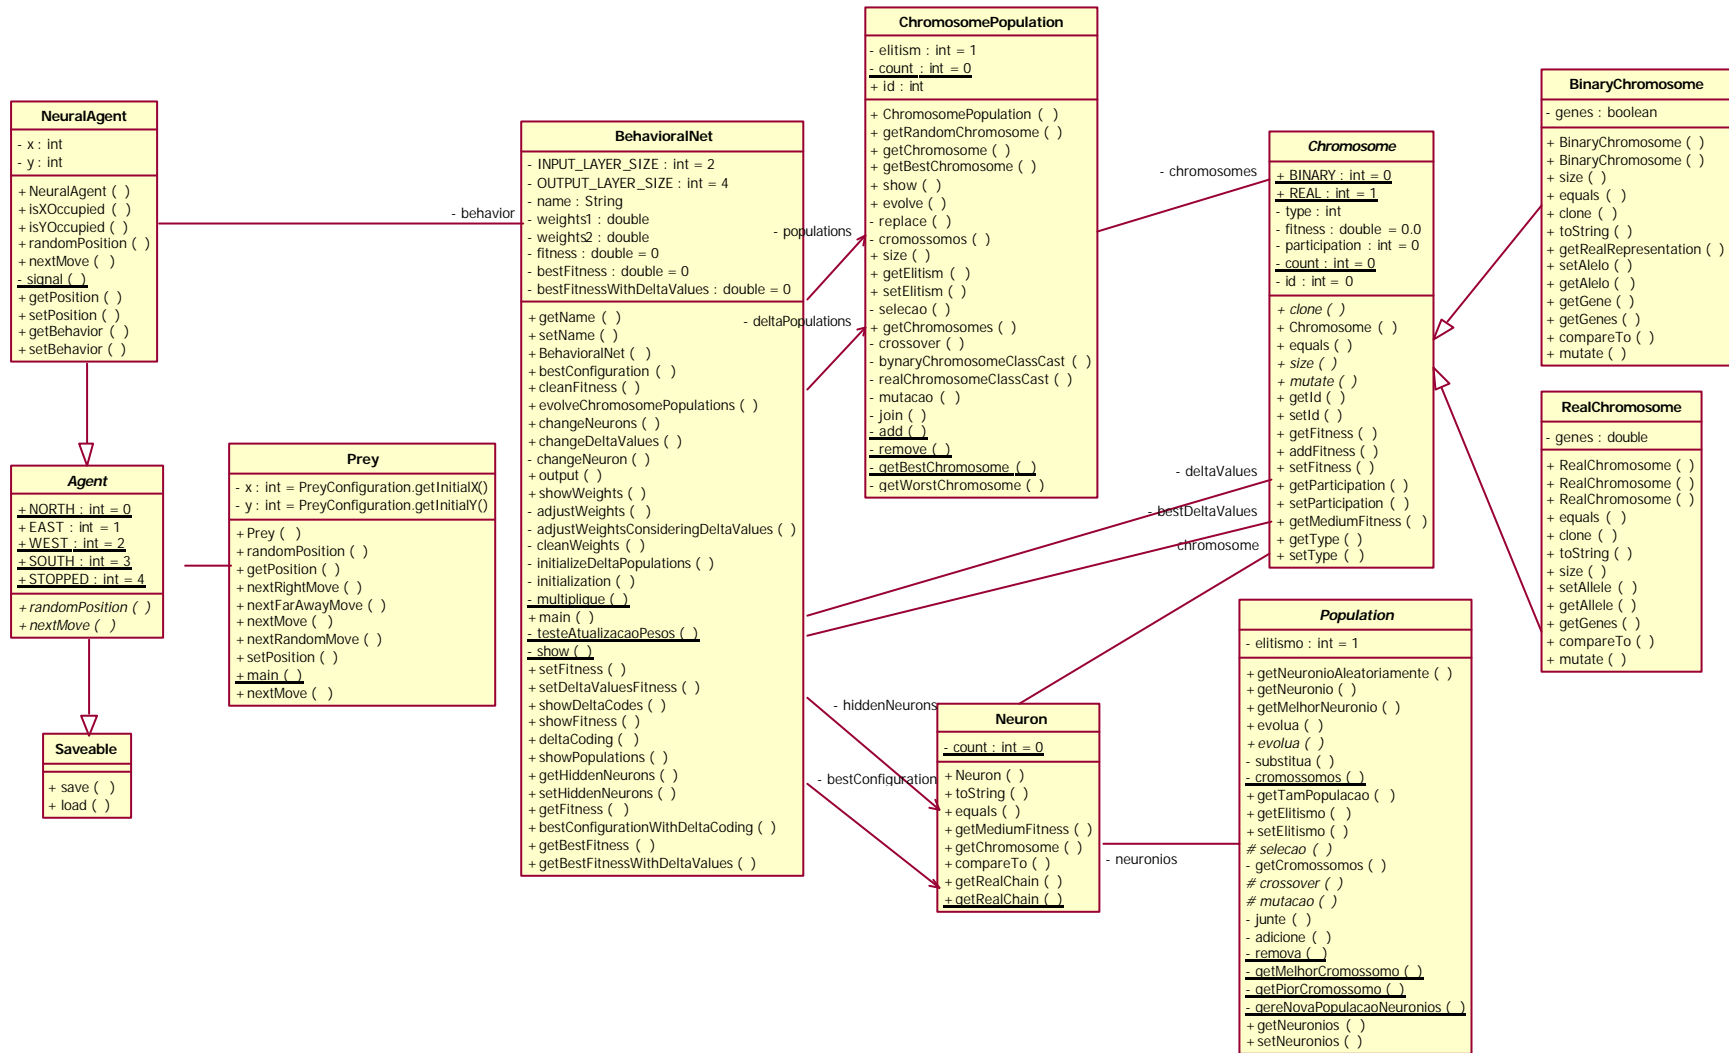 NeuralAgent
- x : int
- y : int
+ NeuralAgent ( )
+ isXOccupied ( )
+ isYOccupied ( )
+ randomPosition ( )
+ nextMove ( )
- signal ( )
+ getPosition ( )
+ setPosition ( )
+ getBehavior ( )
+ setBehavior ( )
Agent
+ NORTH : int = 0
+ EAST : int = 1
+ WEST : int = 2
+ SOUTH : int = 3
+ STOPPED : int = 4
+ randomPosition ( )
+ nextMove ( )
Saveable
+ save ( )
+ load ( )
Prey
- x : int = PreyConfiguration.getInitialX()
- y : int = PreyConfiguration.getInitialY()
+ Prey ( )
+ randomPosition ( )
+ getPosition ( )
+ nextRightMove ( )
+ nextFarAwayMove ( )
+ nextMove ( )
+ nextRandomMove ( )
+ setPosition ( )
+ main ( )
+ nextMove ( )
- behavior
BehavioralNet
- INPUT_LAYER_SIZE : int = 2
- OUTPUT_LAYER_SIZE : int = 4
- name : String
- weights1 : double
- weights2 : double
- fitness : double = 0
- bestFitness : double = 0
- bestFitnessWithDeltaValues : double = 0
+ getName ( )
+ setName ( )
+ BehavioralNet ( )
+ bestConfiguration ( )
+ cleanFitness ( )
+ evolveChromosomePopulations ( )
+ changeNeurons ( )
+ changeDeltaValues ( )
- changeNeuron ( )
+ output ( )
+ showWeights ( )
- adjustWeights ( )
- adjustWeightsConsideringDeltaValues ( )
- cleanWeights ( )
- initializeDeltaPopulations ( )
- initialization ( )
- multiplique ( )
+ main ( )
- testeAtualizacaoPesos ( )
- show ( )
+ setFitness ( )
+ setDeltaValuesFitness ( )
+ showDeltaCodes ( )
+ showFitness ( )
+ deltaCoding ( )
+ showPopulations ( )
+ getHiddenNeurons ( )
+ setHiddenNeurons ( )
+ getFitness ( )
+ bestConfigurationWithDeltaCoding ( )
+ getBestFitness ( )
+ getBestFitnessWithDeltaValues ( )
- populations
- deltaPopulations
ChromosomePopulation
- elitism : int = 1
- count : int = 0
+ id : int
+ ChromosomePopulation ( )
+ getRandomChromosome ( )
+ getChromosome ( )
+ getBestChromosome ( )
+ show ( )
+ evolve ( )
- replace ( )
- cromossomos ( )
+ size ( )
+ getElitism ( )
+ setElitism ( )
- selecao ( )
+ getChromosomes ( )
- crossover ( )
- bynaryChromosomeClassCast ( )
- realChromosomeClassCast ( )
- mutacao ( )
- join ( )
- add ( )
- remove ( )
- getBestChromosome ( )
- getWorstChromosome ( )
- chromosomes
- deltaValues
- bestDeltaValues
chromosome
- hiddenNeurons
- bestConfiguration
Neuron
- count : int = 0
+ Neuron ( )
+ toString ( )
+ equals ( )
+ getMediumFitness ( )
+ getChromosome ( )
+ compareTo ( )
+ getRealChain ( )
+ getRealChain ( )
- neuronios
Chromosome
+ BINARY : int = 0
+ REAL : int = 1
- type : int
- fitness : double = 0.0
- participation : int = 0
- count : int = 0
- id : int = 0
+ clone ( )
+ Chromosome ( )
+ equals ( )
+ size ( )
+ mutate ( )
+ getId ( )
+ setId ( )
+ getFitness ( )
+ addFitness ( )
+ setFitness ( )
+ getParticipation ( )
+ setParticipation ( )
+ getMediumFitness ( )
+ getType ( )
+ setType ( )
Population
- elitismo : int = 1
+ getNeuronioAleatoriamente ( )
+ getNeuronio ( )
+ getMelhorNeuronio ( )
+ evolua ( )
+ evolua ( )
- substitua ( )
- cromossomos ( )
+ getTamPopulacao ( )
+ getElitismo ( )
+ setElitismo ( )
# selecao ( )
- getCromossomos ( )
# crossover ( )
# mutacao ( )
- junte ( )
- adicione ( )
- remova ( )
- getMelhorCromossomo ( )
- getPiorCromossomo ( )
- gereNovaPopulacaoNeuronios ( )
+ getNeuronios ( )
+ setNeuronios ( )
BinaryChromosome
- genes : boolean
+ BinaryChromosome ( )
+ BinaryChromosome ( )
+ size ( )
+ equals ( )
+ clone ( )
+ toString ( )
+ getRealRepresentation ( )
+ setAlelo ( )
+ getAlelo ( )
+ getGene ( )
+ getGenes ( )
+ compareTo ( )
+ mutate ( )
RealChromosome
- genes : double
+ RealChromosome ( )
+ RealChromosome ( )
+ RealChromosome ( )
+ equals ( )
+ clone ( )
+ toString ( )
+ size ( )
+ setAllele ( )
+ getAllele ( )
+ getGenes ( )
+ compareTo ( )
+ mutate ( )